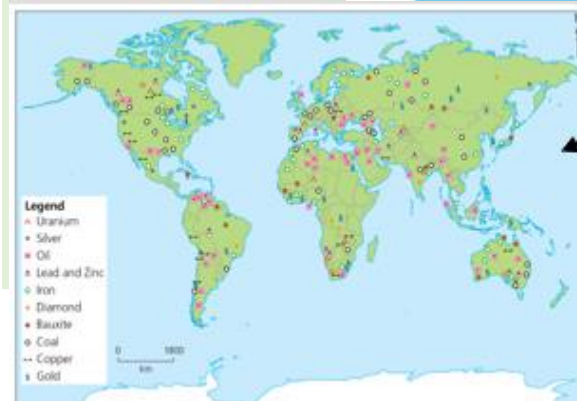 Legend
Uranium
Silver
Oil
Lead and Zinc
Iron
Diamond
Bauxite
Coal
Copper
Gold
0 1800
km